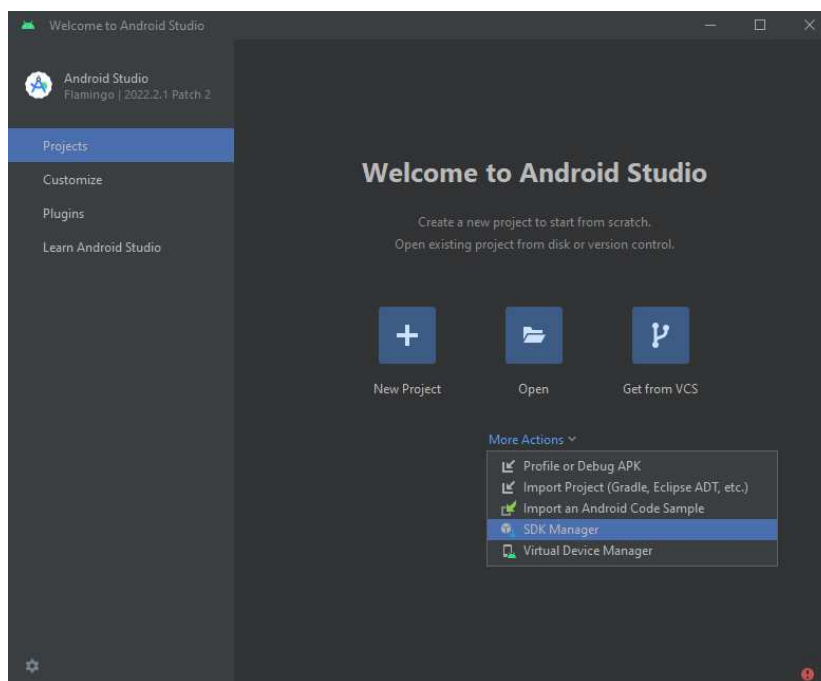 Welcome to Android Studio
Android Studio
Flamingo | 2022.2.1 Patch 2
Projects
Customize
Plugins
Learn Android Studio
Welcome to Android Studio
Create a new project to start from scratch.
Open existing project from disk or version control.
New Project
Open
Get from VCS
More Actions
Profile or Debug APK
Import Project (Gradle, Eclipse ADT, etc.)
Import an Android Code Sample
SDK Manager
Virtual Device Manager